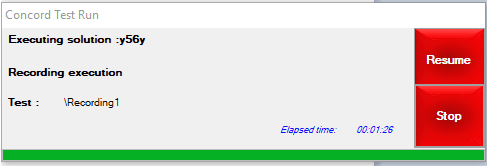 Concord Test Run
Executing solution :y56y
Resume
Recording execution
Test : \Recording1
Stop
Elapsed time: 00:01:26